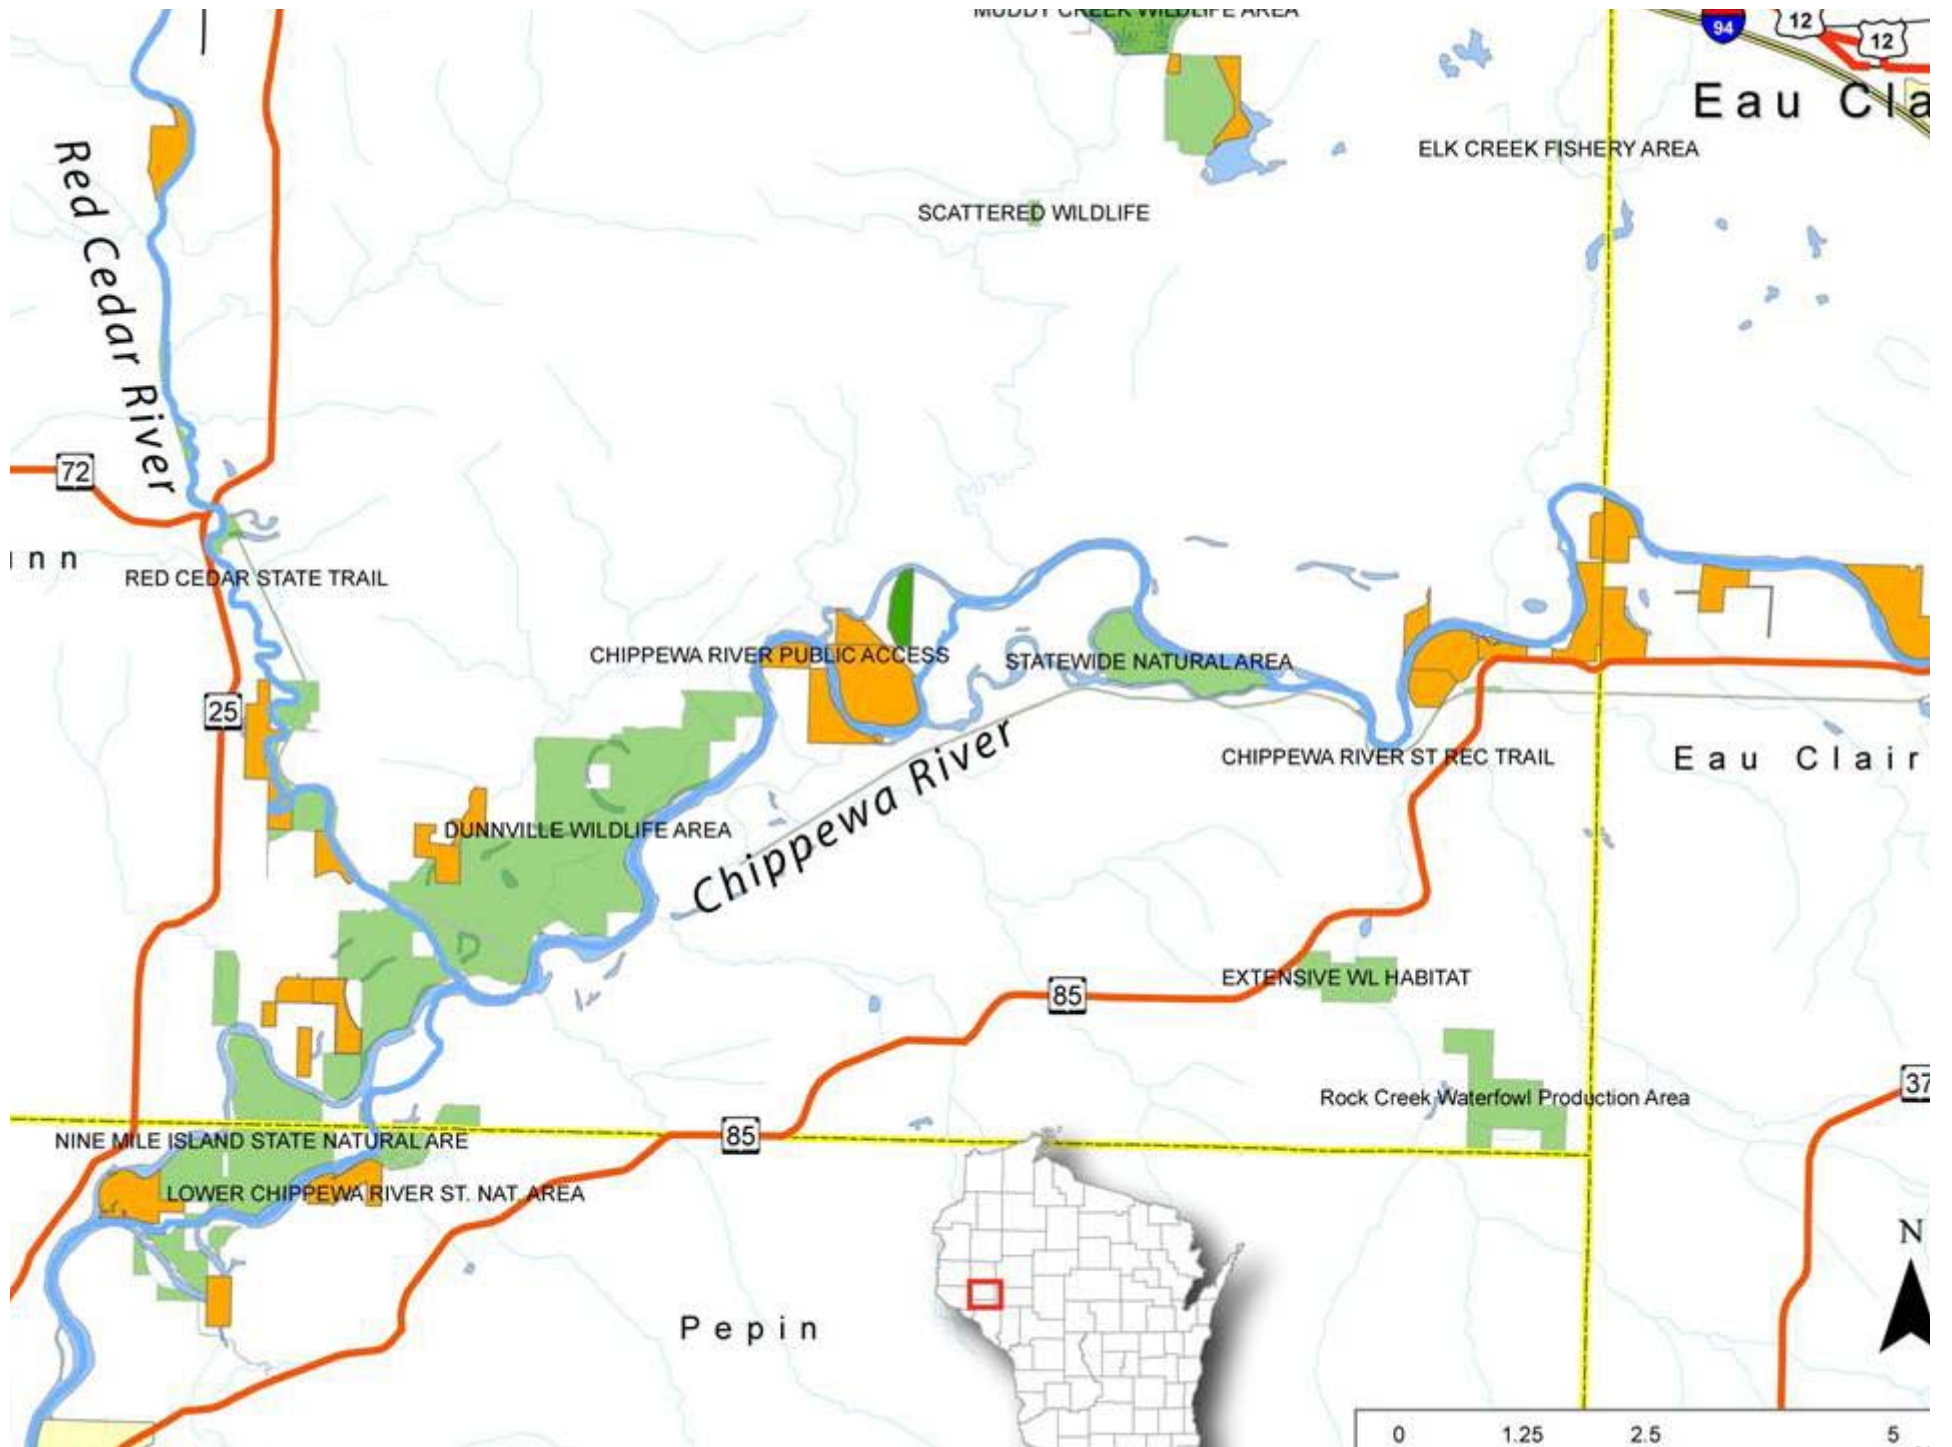 MUDDY CREEK WILDLIFE AREA
94
12
12
Eau Cla
ELK CREEK FISHERY AREA
SCATTERED WILDLIFE
Red Cedar River
72
nn
RED CEDAR STATE TRAIL
CHIPPEWA RIVER PUBLIC ACCESS
STATEWIDE NATURAL AREA
25
CHIPPEWA RIVER ST REC TRAIL
Eau Clair
DUNNVILLE WILDLIFE AREA
Chippewa River
EXTENSIVE WL HABITAT
85
37
Rock Creek Waterfowl Production Area
85
NINE MILE ISLAND STATE NATURAL ARE
LOWER CHIPPEWA RIVER ST. NAT. AREA
N
Pepin
0 1.25 2.5 5